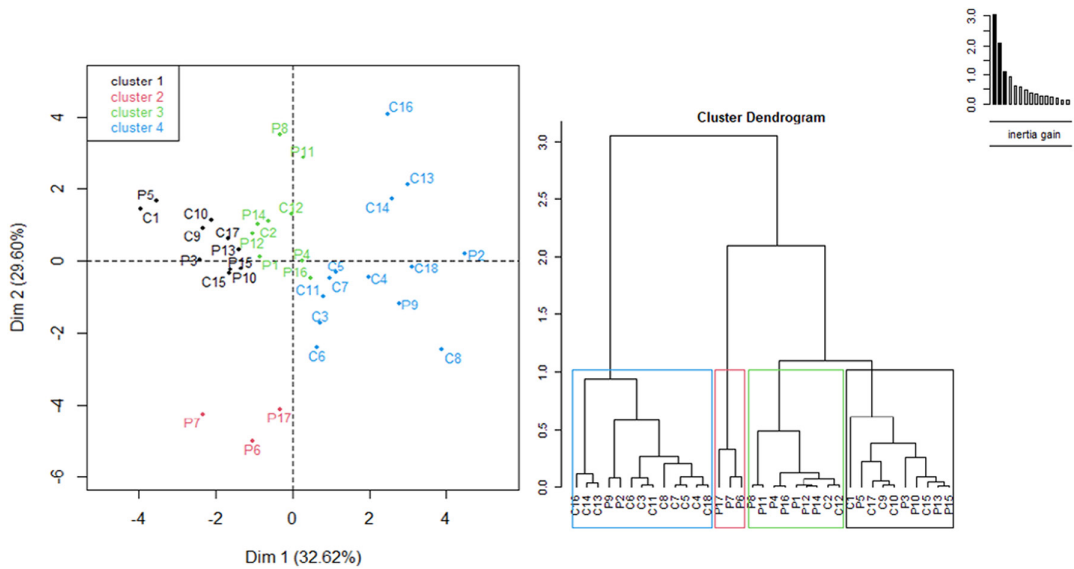 cluster 1
cluster 2
cluster 3
cluster 4
C16
P8
P11
C13
C14
P5
C1
C10
C9
C17
P14
C2
C12
P12
P13
P3
P1
P4
P15
C15
P10
P16
C5
C7
C11
C4
C18
P2
P9
C3
C6
C8
P7
P17
P6
4
2
0
-2
-4
-6
-4
-2
0
2
4
Dim 2 (29.60%)
Dim 1 (32.62%)
Cluster Dendrogram
3.0
2.5
2.0
1.5
1.0
0.5
0.0
C16
C14
C13
P9
P2
C6
C3
C11
C8
C7
C5
C4
C18
P17
P7
P6
P8
P11
P4
P16
P1
P12
P14
C2
C12
C1
P5
C17
C9
C10
P3
P10
C15
P13
P15
3.0
1.5
0.0
inertia gain